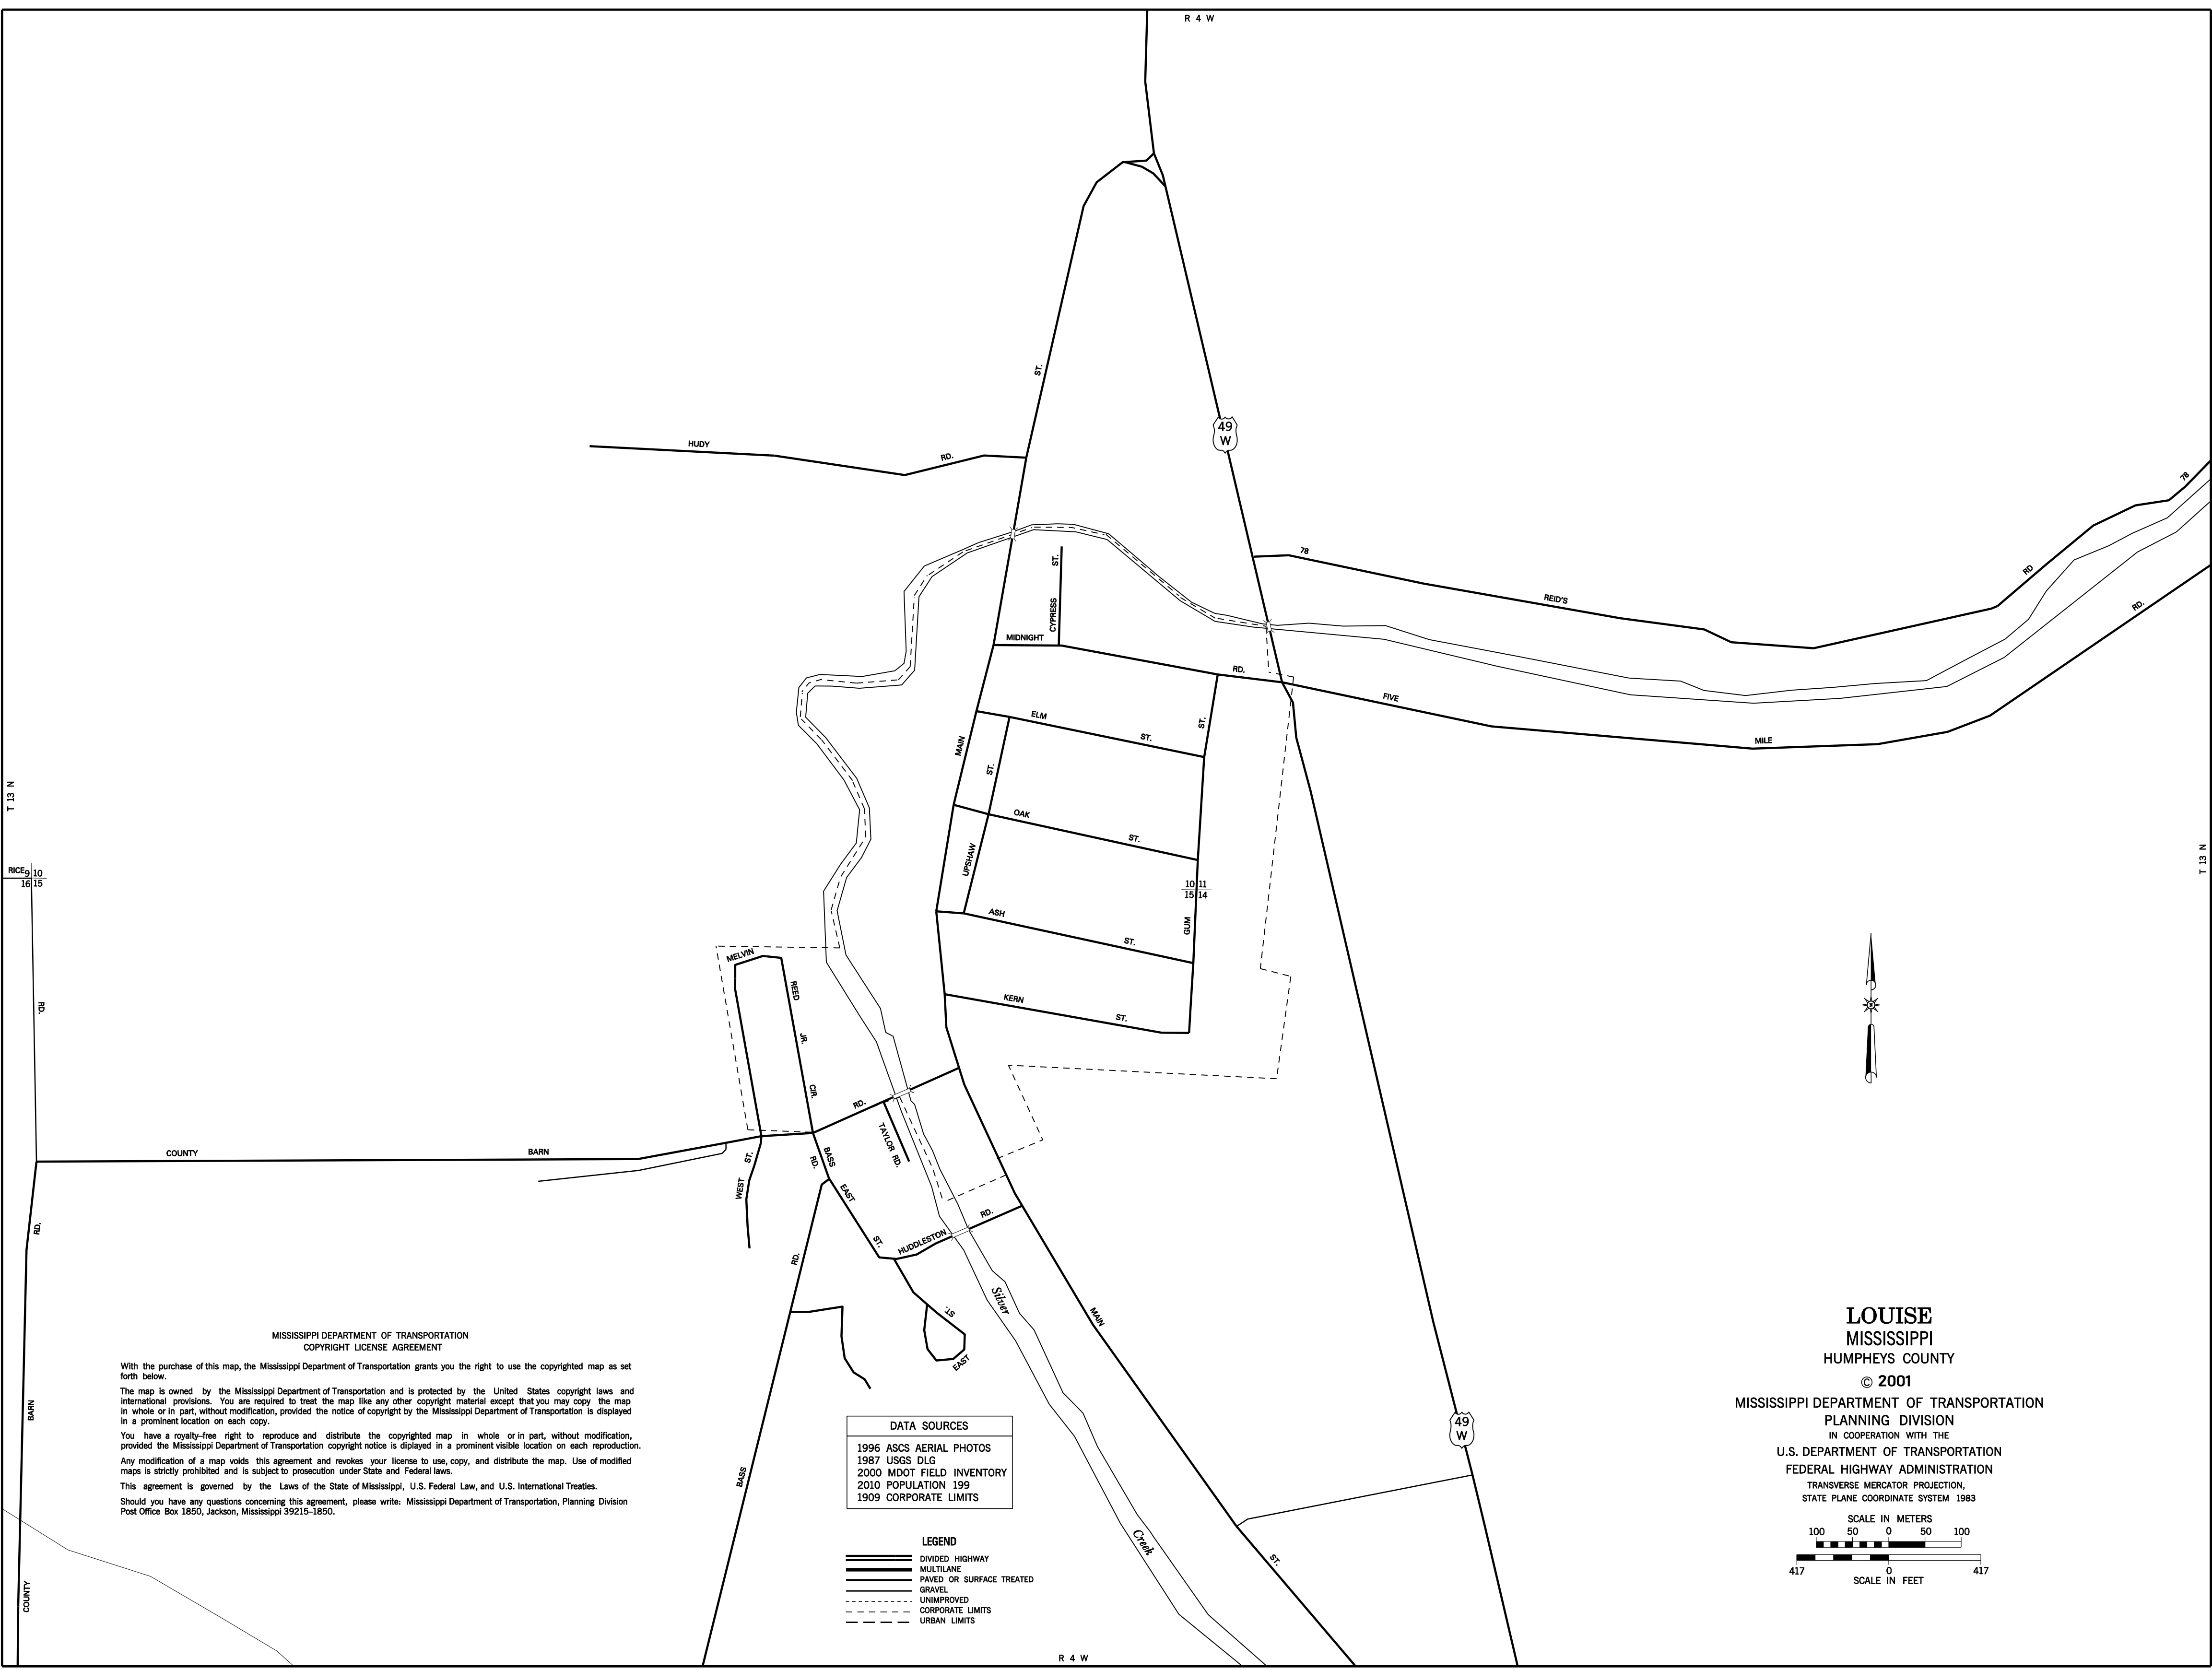 R 4 W
ST.
49
W
HUDY
RD.
78
78
REID'S
RD
RD.
ST.
CYPRESS
MIDNIGHT
RD.
FIVE
MILE
ELM
ST.
ST.
MAIN
ST.
T 13 N
OAK
ST.
UPSHAW
RICE
9 10
16 15
T 13 N
10 11
15 14
ASH
ST.
GUM
MELVIN
REED
JR.
CIR.
RD.
KERN
ST.
RD.
TAYLOR RD.
COUNTY
BARN
ST.
WEST
BASS
RD.
EAST
ST.
RD.
HUDDLESTON
RD.
RD.
Silver
MAIN
ST.
EAST
BARN
BASS
COUNTY
Creek
ST.
49
W
MISSISSIPPI DEPARTMENT OF TRANSPORTATION
COPYRIGHT LICENSE AGREEMENT
With the purchase of this map, the Mississippi Department of Transportation grants you the right to use the copyrighted map as set
forth below.
The map is owned by the Mississippi Department of Transportation and is protected by the United States copyright laws and
international provisions. You are required to treat the map like any other copyright material except that you may copy the map
in whole or in part, without modification, provided the notice of copyright by the Mississippi Department of Transportation is displayed
in a prominent location on each copy.
You have a royalty-free right to reproduce and distribute the copyrighted map in whole or in part, without modification,
provided the Mississippi Department of Transportation copyright notice is diplayed in a prominent visible location on each reproduction.
Any modification of a map voids this agreement and revokes your license to use, copy, and distribute the map. Use of modified
maps is strictly prohibited and is subject to prosecution under State and Federal laws.
This agreement is governed by the Laws of the State of Mississippi, U.S. Federal Law, and U.S. International Treaties.
Should you have any questions concerning this agreement, please write: Mississippi Department of Transportation, Planning Division
Post Office Box 1850, Jackson, Mississippi 39215-1850.
DATA SOURCES
1996 ASCS AERIAL PHOTOS
1987 USGS DLG
2000 MDOT FIELD INVENTORY
2010 POPULATION 199
1909 CORPORATE LIMITS
LEGEND
DIVIDED HIGHWAY
MULTILANE
PAVED OR SURFACE TREATED
GRAVEL
UNIMPROVED
CORPORATE LIMITS
URBAN LIMITS
LOUISE
MISSISSIPPI
HUMPHEYS COUNTY
© 2001
MISSISSIPPI DEPARTMENT OF TRANSPORTATION
PLANNING DIVISION
IN COOPERATION WITH THE
U.S. DEPARTMENT OF TRANSPORTATION
FEDERAL HIGHWAY ADMINISTRATION
TRANSVERSE MERCATOR PROJECTION,
STATE PLANE COORDINATE SYSTEM 1983
SCALE IN METERS
100 50 0 50 100
417 0 417
SCALE IN FEET
R 4 W